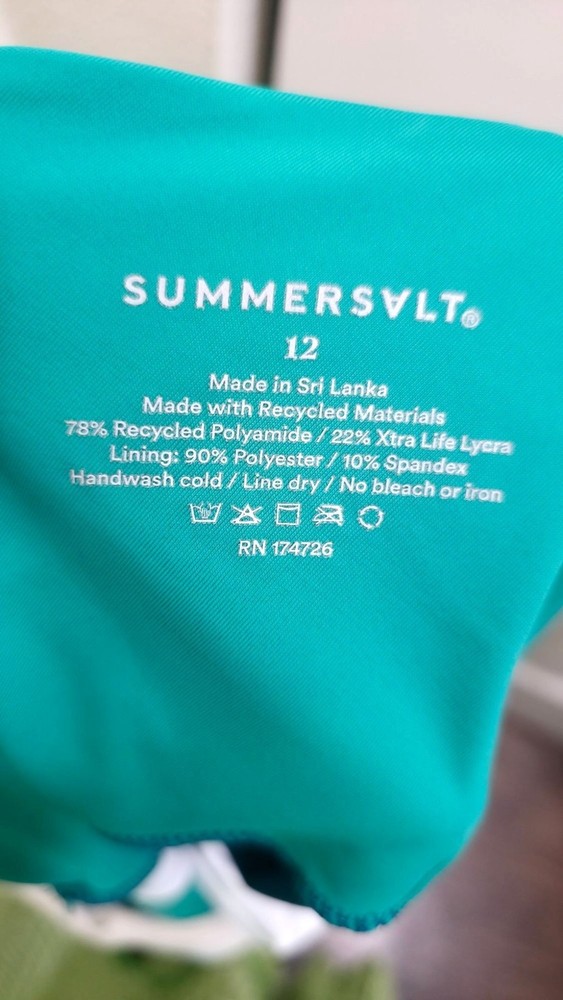 SUMMERSALT®
12
Made in Sri Lanka
Made with Recycled Materials
78% Recycled Polyamide / 22% Xtra Life Lycra
Lining: 90% Polyester / 10% Spandex
Handwash cold / Line dry / No bleach or iron
RN 174726